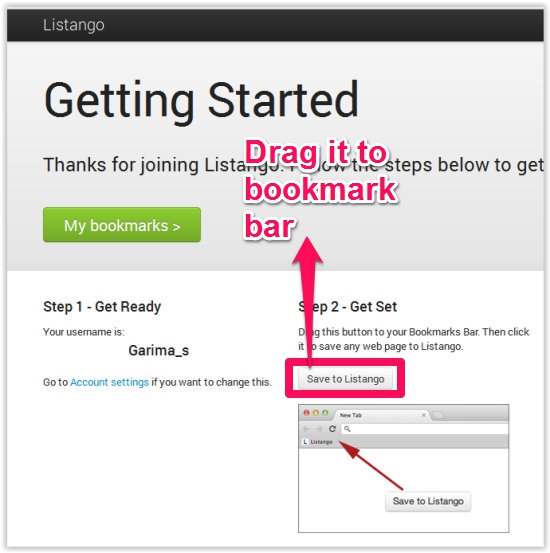 Listango
Getting Started
Thanks for joining Listango. the steps below to get
Drag it to
bookmark
bar
My bookmarks >
Step 1 - Get Ready
Your username is:
Garima_s
Go to Account settings if you want to change this.
Step 2 - Get Set
Drag this button to your Bookmarks Bar. Then click
it to save any web page to Listango.
Save to Listango
New Tab
L Listango
Save to Listango